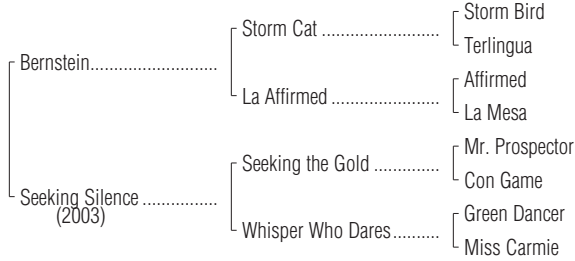 Storm Bird
Storm Cat ..........................
Terlingua
Bernstein............................
Affirmed
La Affirmed ........................
La Mesa
Mr. Prospector
Seeking the Gold ...............
Con Game
Seeking Silence ................
(2003)
Green Dancer
Whisper Who Dares..........
Miss Carmie